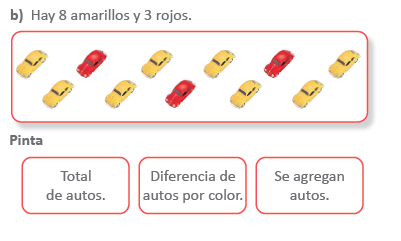 b) Hay 8 amarillos y 3 rojos.
Pinta
Total
de autos.
Diferencia de
autos por color.
Se agregan
autos.